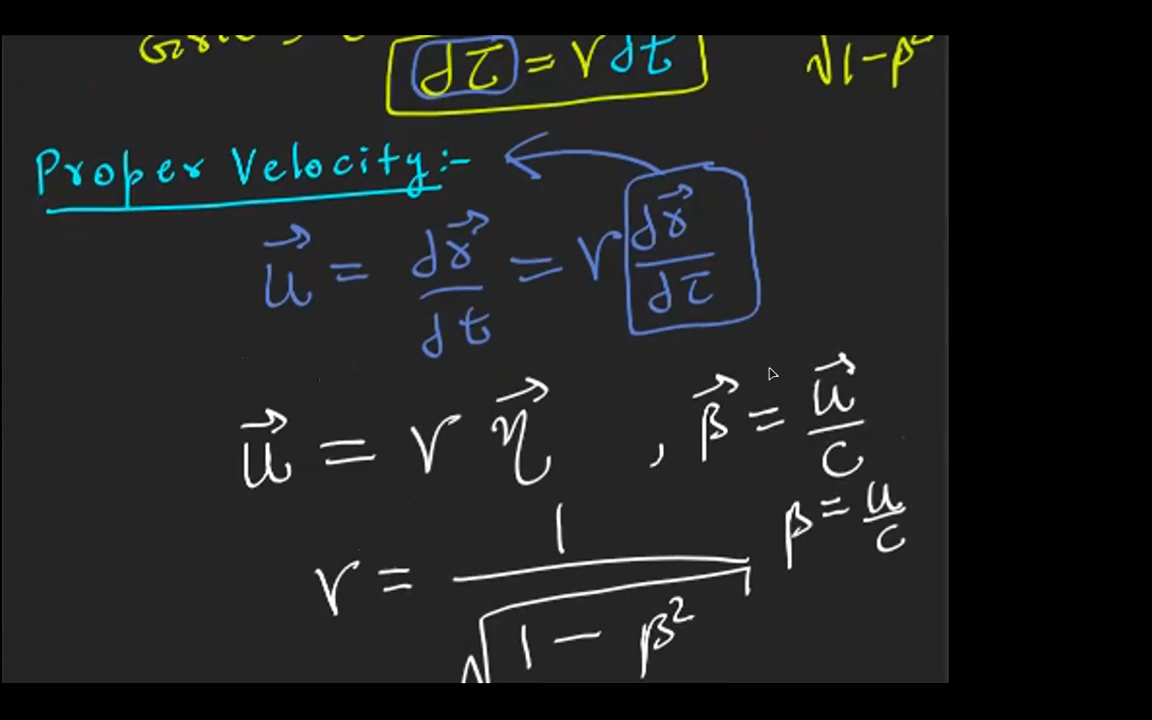 dτ = γ dt √1-β²
Proper Velocity:-
u⃗ = dr⃗/dt = γ dr⃗/dτ
u⃗ = γ η⃗ , β⃗ = u⃗/c
β = u/c
γ = 1/√(1 - β²)